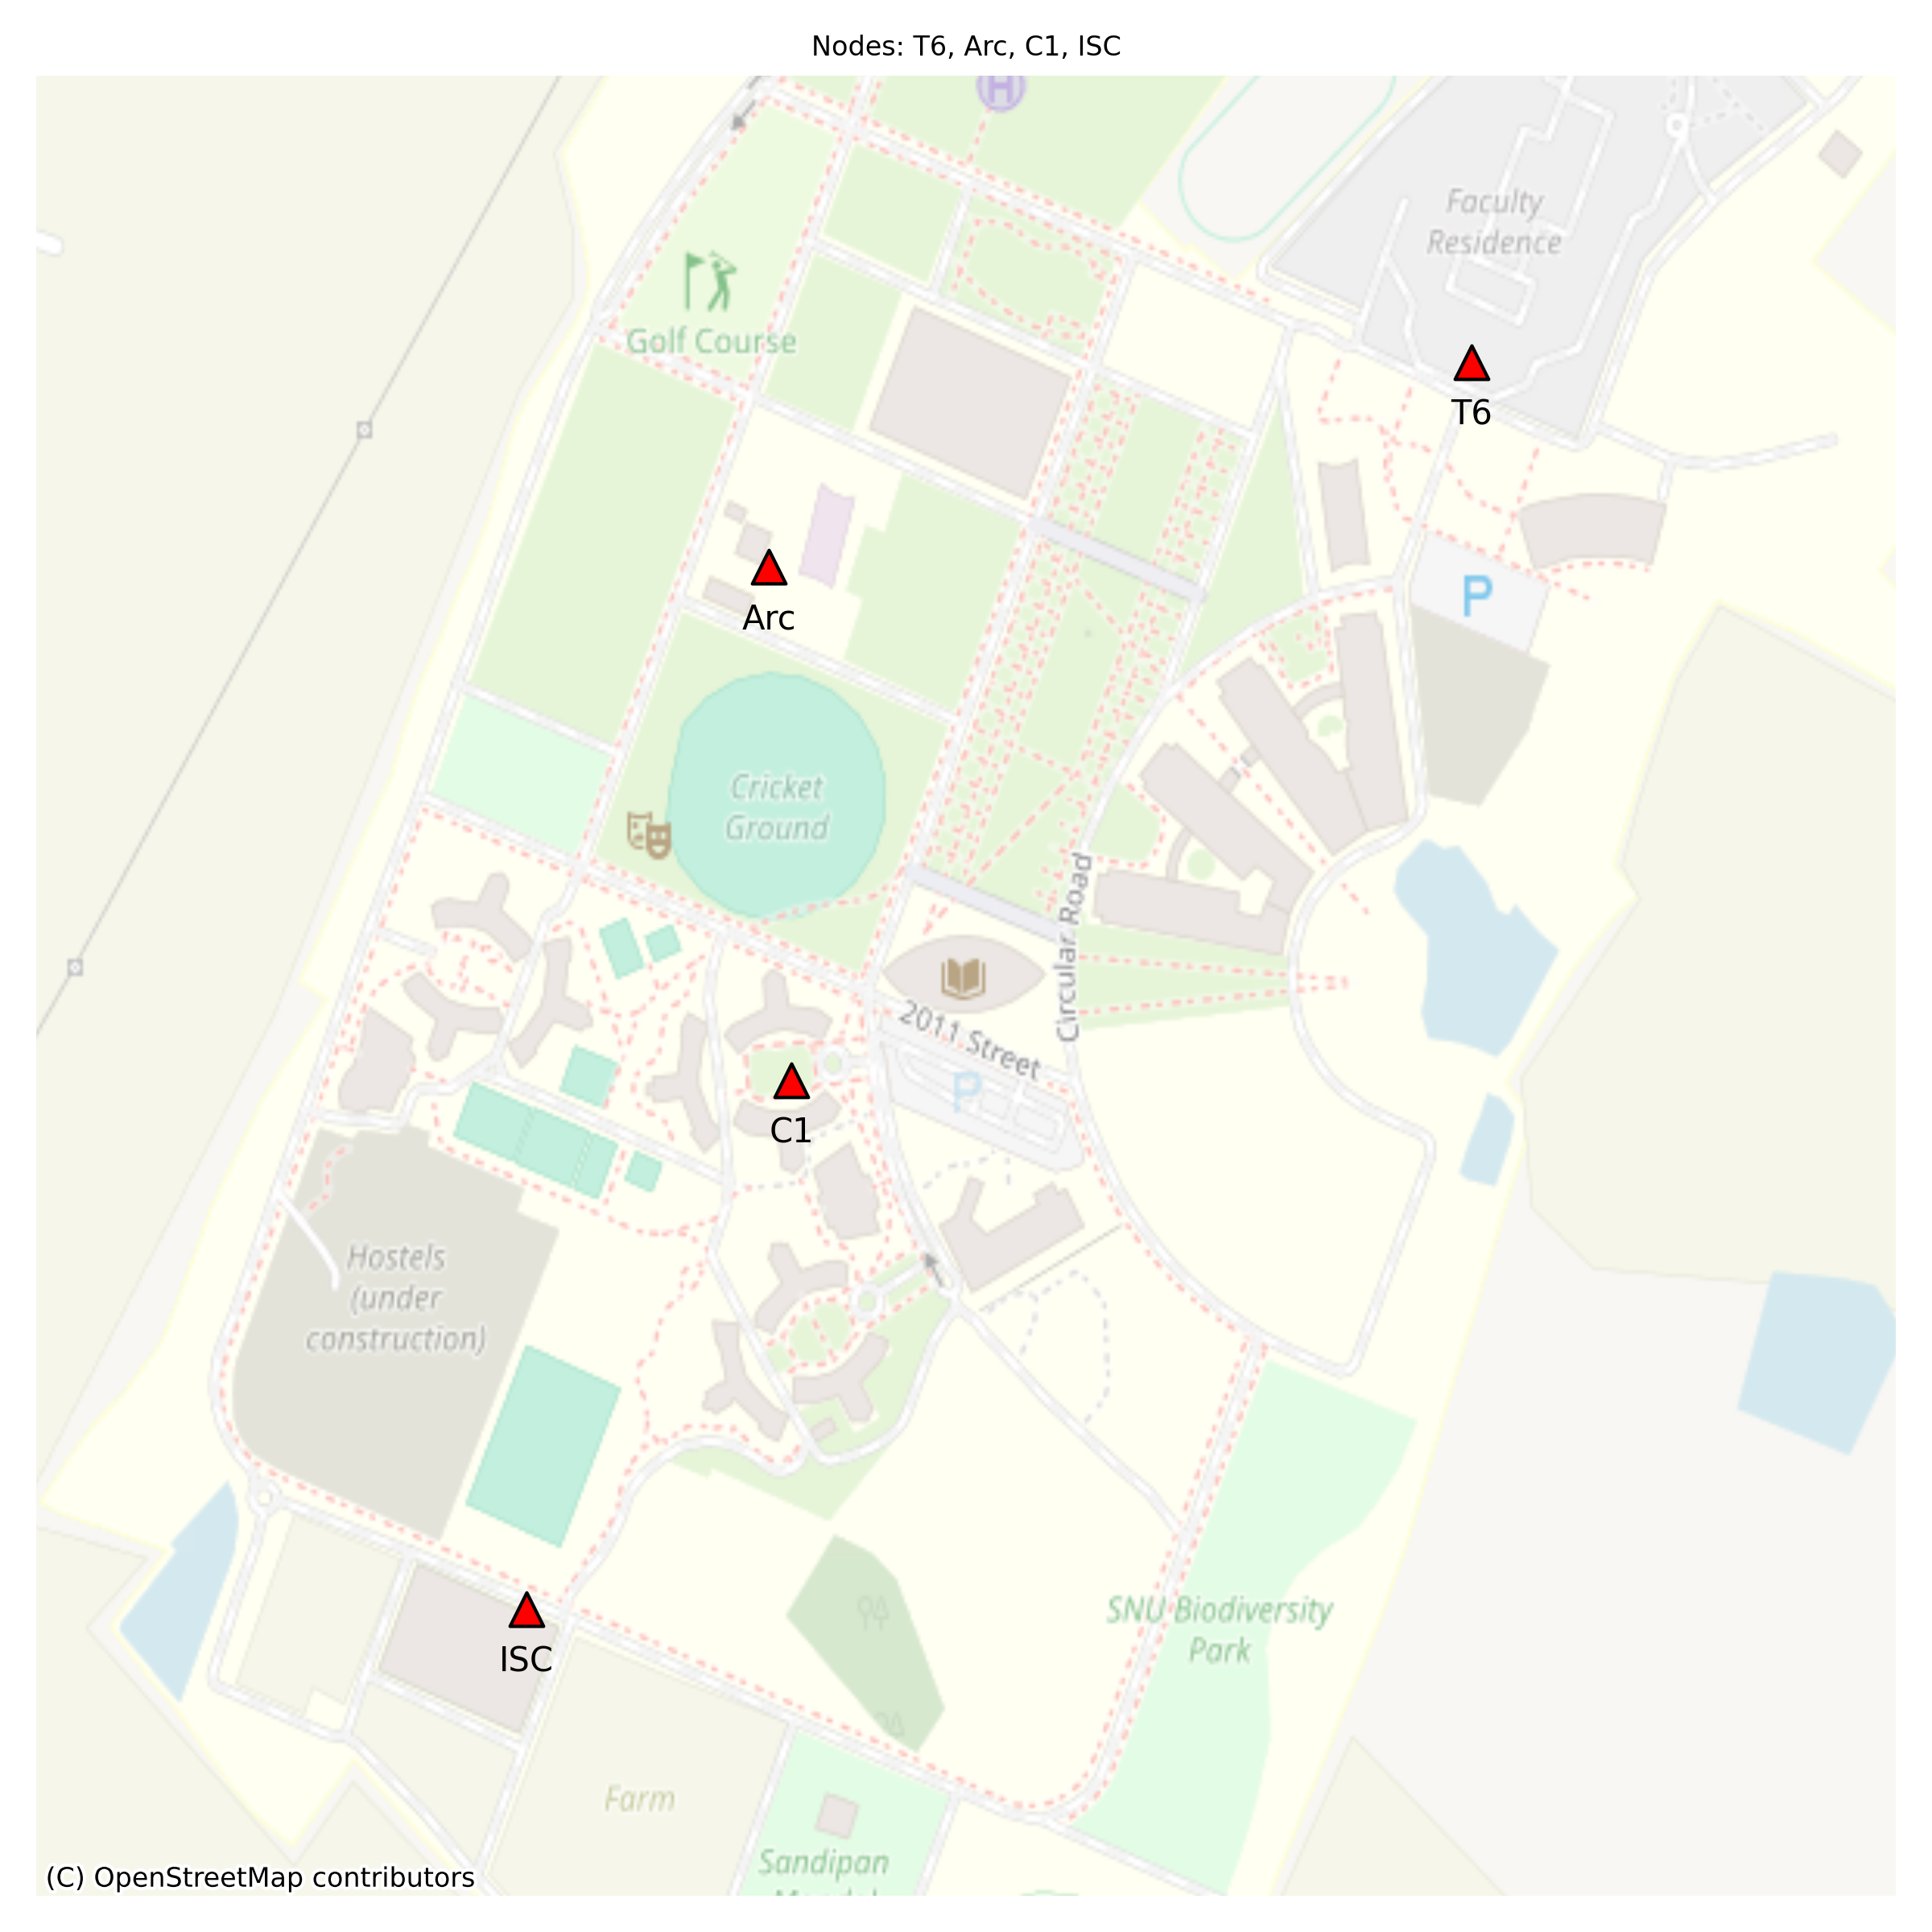 Nodes: T6, Arc, C1, ISC
H
Faculty
Residence
Golf Course
T6
Arc
P
Cricket
Ground
Circular Road
2011 Street
P
C1
Hostels
(under
construction)
SNU Biodiversity
Park
ISC
Farm
Sandipan
(C) OpenStreetMap contributors